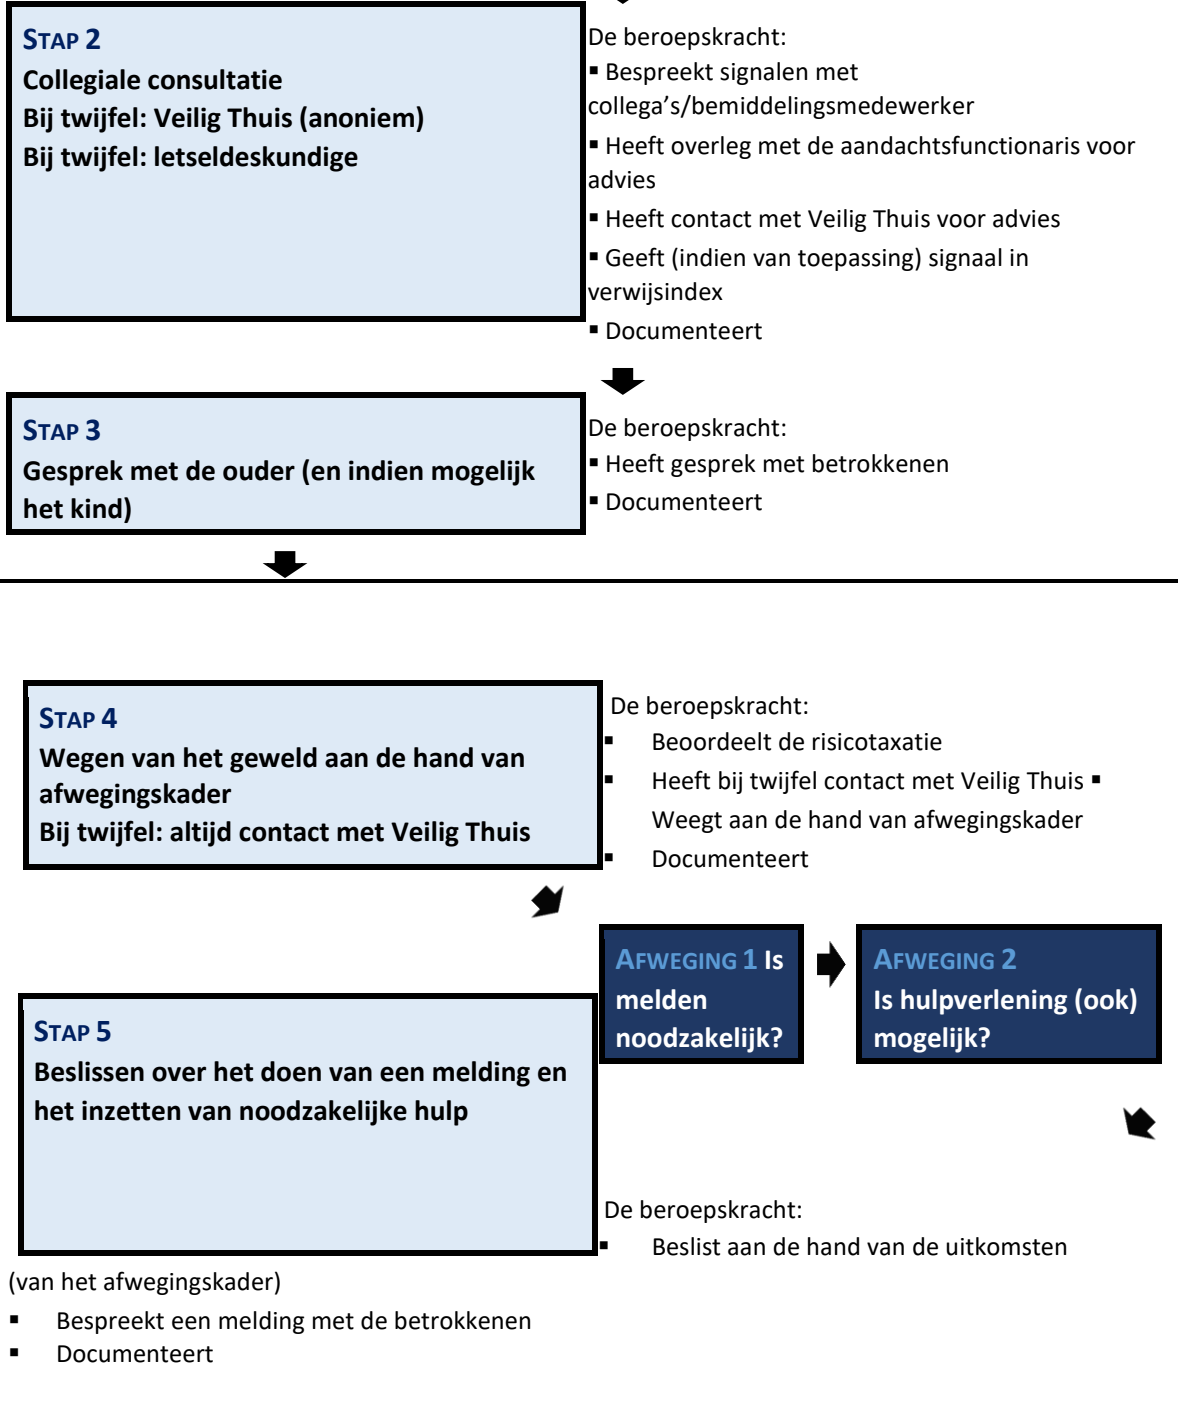 STAP 2
Collegiale consultatie
Bij twijfel: Veilig Thuis (anoniem)
Bij twijfel: letseldeskundige
De beroepskracht:
▪ Bespreekt signalen met
collega's/bemiddelingsmedewerker
▪ Heeft overleg met de aandachtsfunctionaris voor
advies
▪ Heeft contact met Veilig Thuis voor advies
▪ Geeft (indien van toepassing) signaal in
verwijsindex
▪ Documenteert
STAP 3
Gesprek met de ouder (en indien mogelijk
het kind)
De beroepskracht:
▪ Heeft gesprek met betrokkenen
▪ Documenteert
STAP 4
Wegen van het geweld aan de hand van
afwegingskader
Bij twijfel: altijd contact met Veilig Thuis
De beroepskracht:
▪ Beoordeelt de risicotaxatie
▪ Heeft bij twijfel contact met Veilig Thuis ▪
Weegt aan de hand van afwegingskader
▪ Documenteert
AFWEGING 1 Is
melden
noodzakelijk?
AFWEGING 2
Is hulpverlening (ook)
mogelijk?
STAP 5
Beslissen over het doen van een melding en
het inzetten van noodzakelijke hulp
De beroepskracht:
▪ Beslist aan de hand van de uitkomsten
(van het afwegingskader)
▪ Bespreekt een melding met de betrokkenen
▪ Documenteert